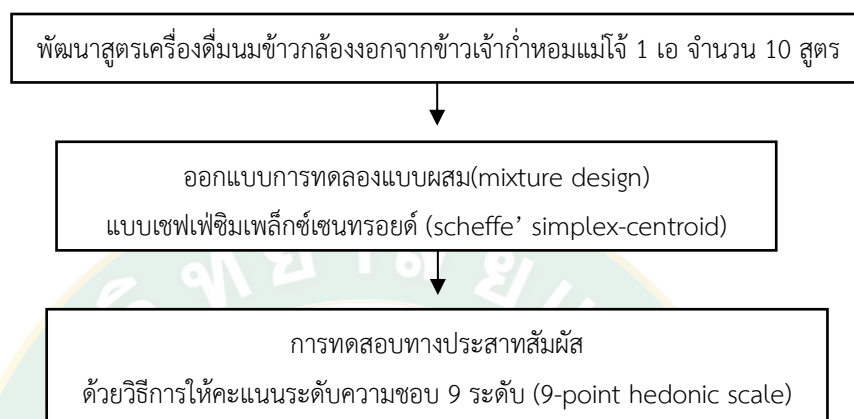 พัฒนาสูตรเครื่องดื่มนมข้าวกล้องงอกจากข้าวเจ้าก่ำหอมแม่โจ้ 1 เอ จำนวน 10 สูตร
ออกแบบการทดลองแบบผสม(mixture design)
แบบเชฟเฟ่ซิมเพล็กซ์เซนทรอยด์ (scheffe’ simplex-centroid)
การทดสอบทางประสาทสัมผัส
ด้วยวิธีการให้คะแนนระดับความชอบ 9 ระดับ (9-point hedonic scale)